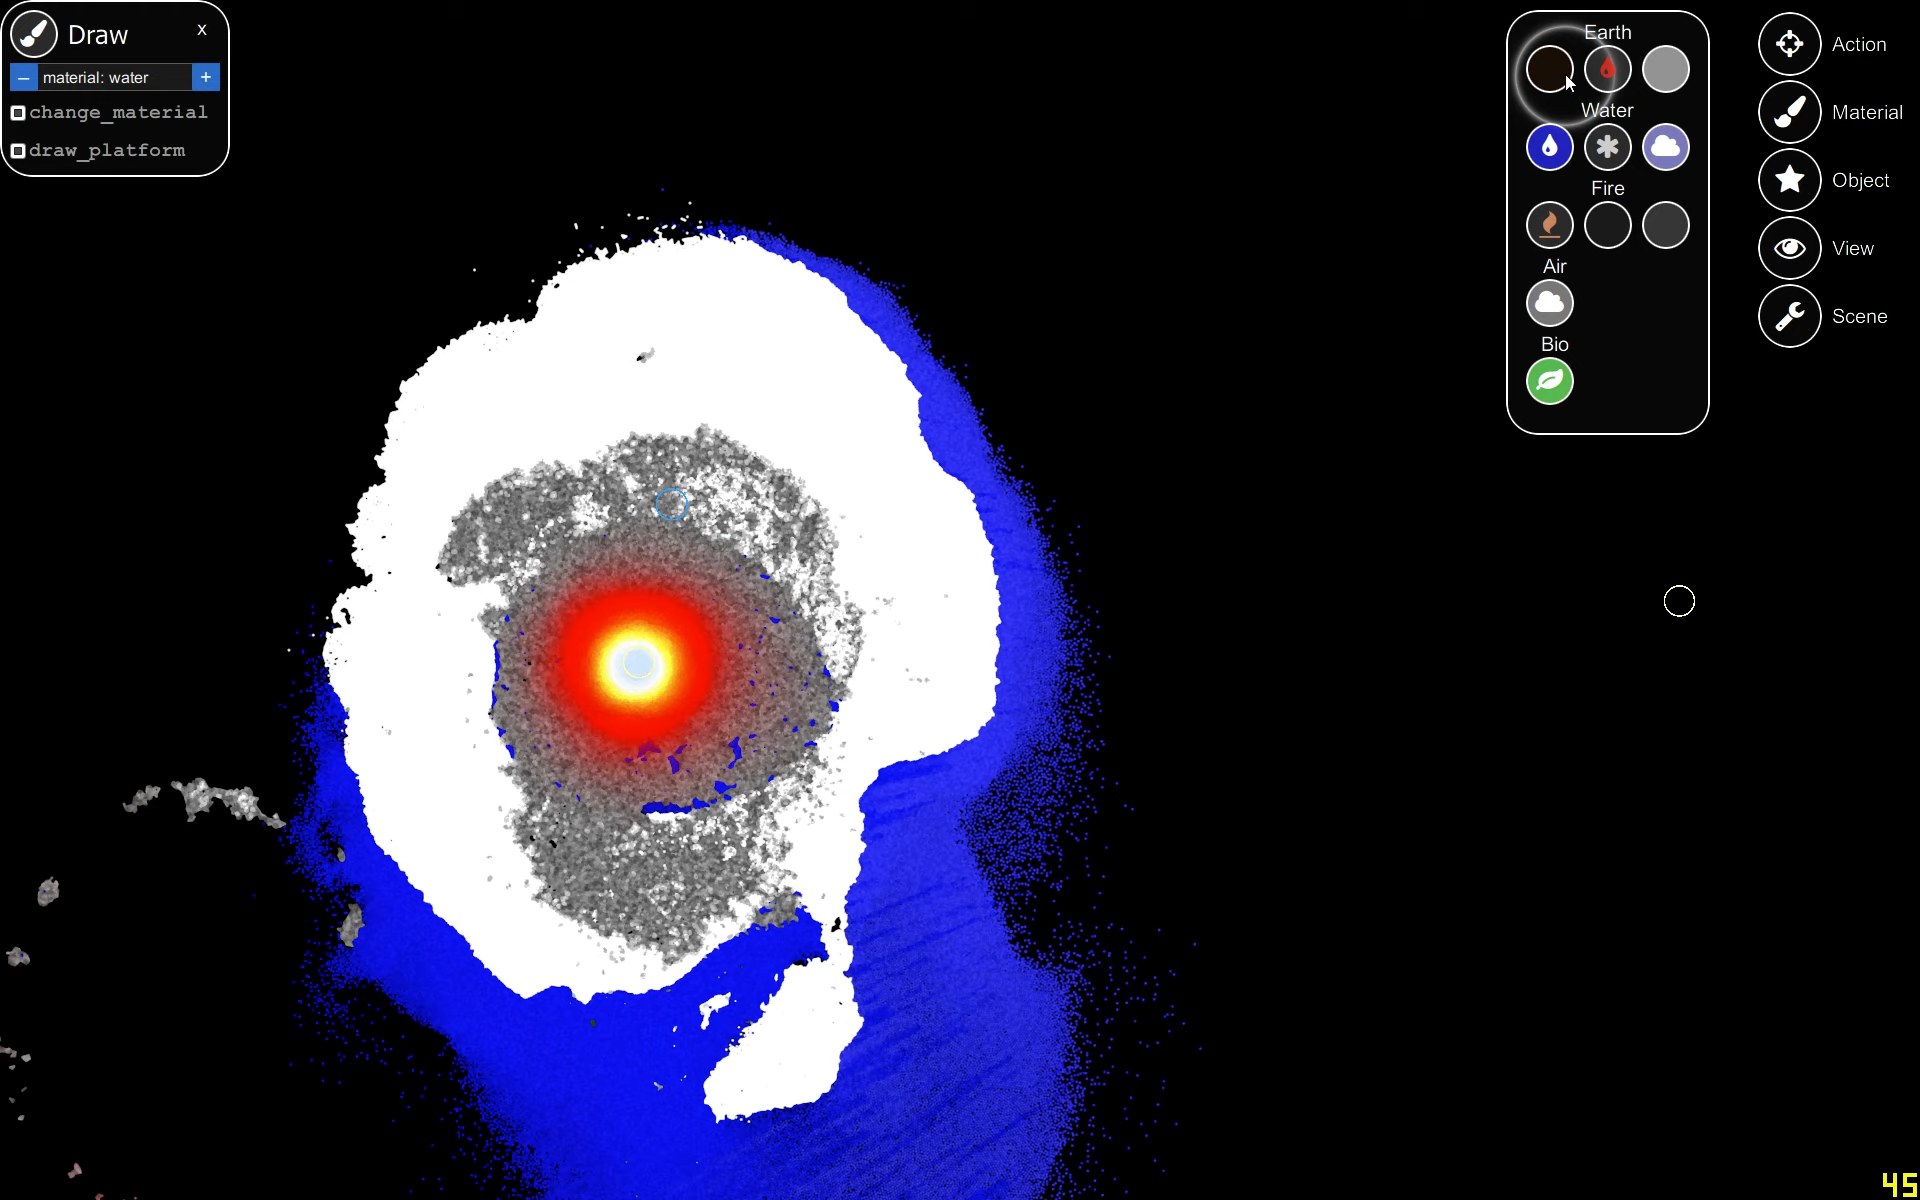 Draw
x
– material: water +
change_material
draw_platform
Earth
Water
Fire
Air
Bio
Action
Material
Object
View
Scene
45